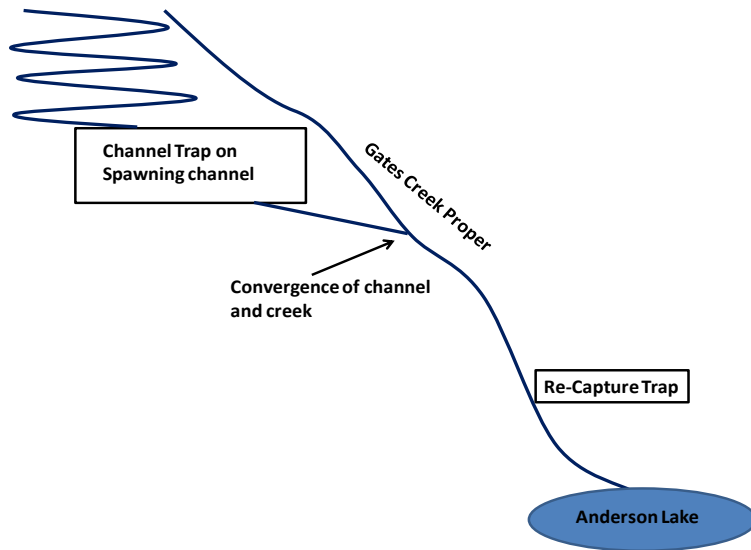 Channel Trap on
Spawning channel
Gates Creek Proper
Convergence of channel
and creek
Re-Capture Trap
Anderson Lake